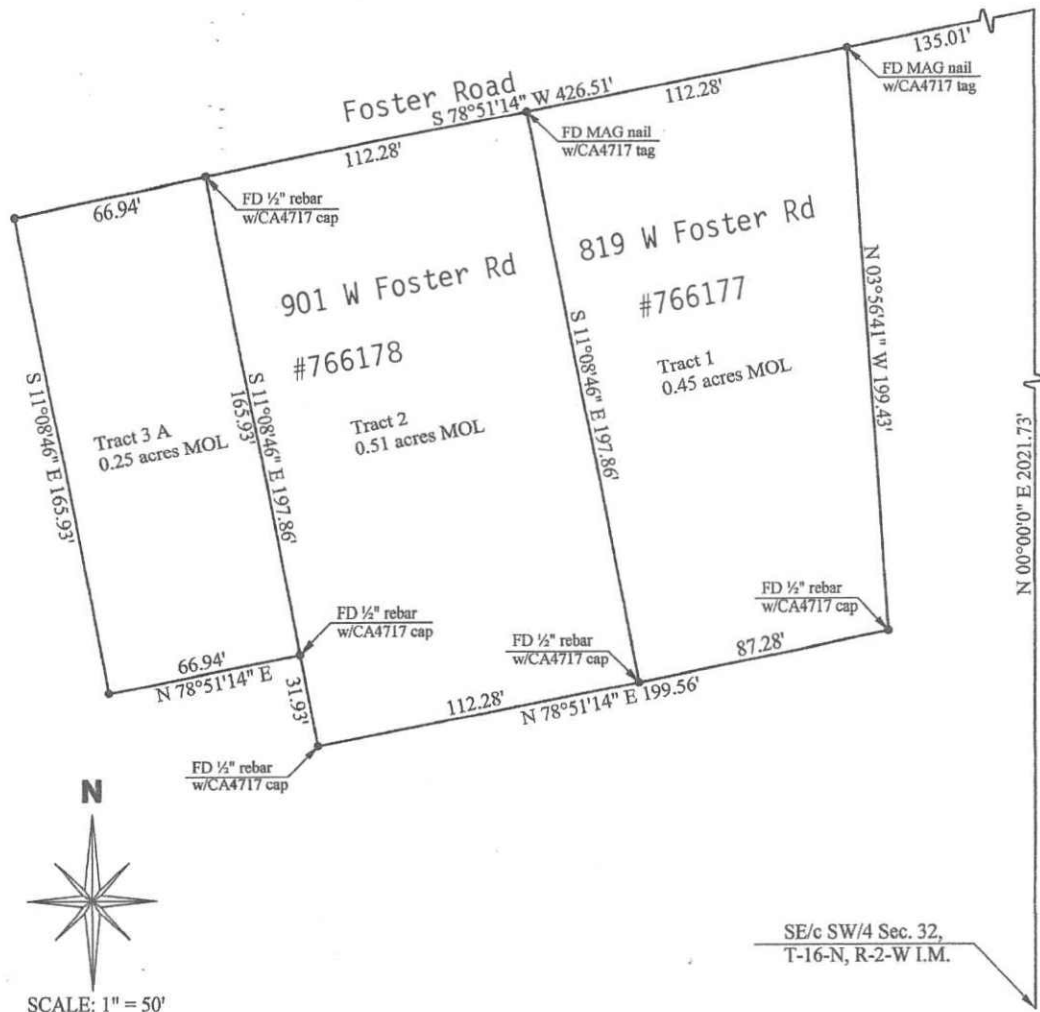 135.01'
FD MAG nail
w/CA4717 tag
Foster Road
S 78°51'14" W 426.51'
112.28'
112.28'
FD MAG nail
w/CA4717 tag
66.94'
FD ½" rebar
w/CA4717 cap
901 W Foster Rd
#766178
819 W Foster Rd
#766177
Tract 1
0.45 acres MOL
Tract 2
0.51 acres MOL
Tract 3 A
0.25 acres MOL
S 11°08'46" E 165.93'
S 11°08'46" E 197.86'
165.93'
S 11°08'46" E 197.86'
N 03°56'41" W 199.43'
N 00°00'0" E 2021.73'
FD ½" rebar
w/CA4717 cap
FD ½" rebar
w/CA4717 cap
FD ½" rebar
w/CA4717 cap
87.28'
66.94'
N 78°51'14" E
31.93'
112.28'
N 78°51'14" E 199.56'
FD ½" rebar
w/CA4717 cap
N
SCALE: 1" = 50'
SE/c SW/4 Sec. 32,
T-16-N, R-2-W I.M.